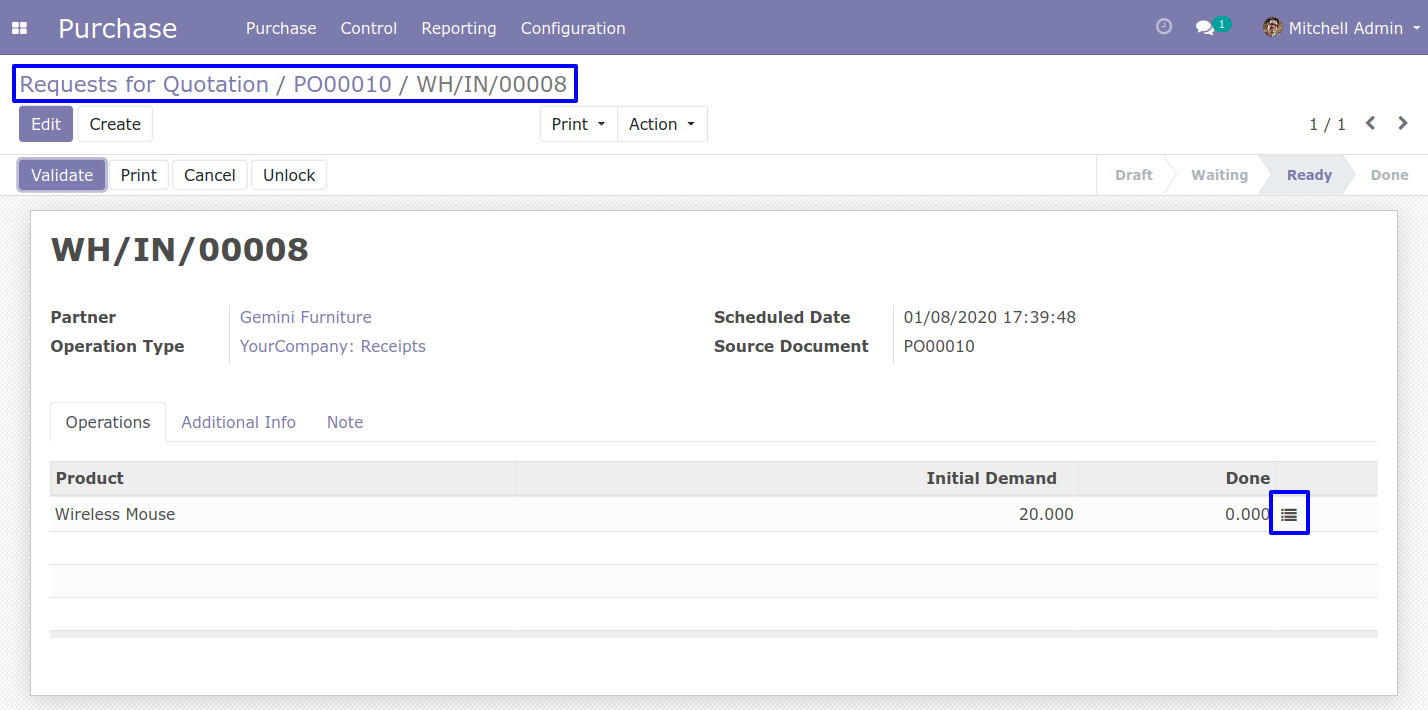 Purchase Purchase Control Reporting Configuration 1 Mitchell Admin
Requests for Quotation / PO00010 / WH/IN/00008
Edit Create Print Action 1 / 1
Validate Print Cancel Unlock Draft Waiting Ready Done
WH/IN/00008
Partner Gemini Furniture Scheduled Date 01/08/2020 17:39:48
Operation Type YourCompany: Receipts Source Document PO00010
Operations Additional Info Note
Product Initial Demand Done
Wireless Mouse 20.000 0.000